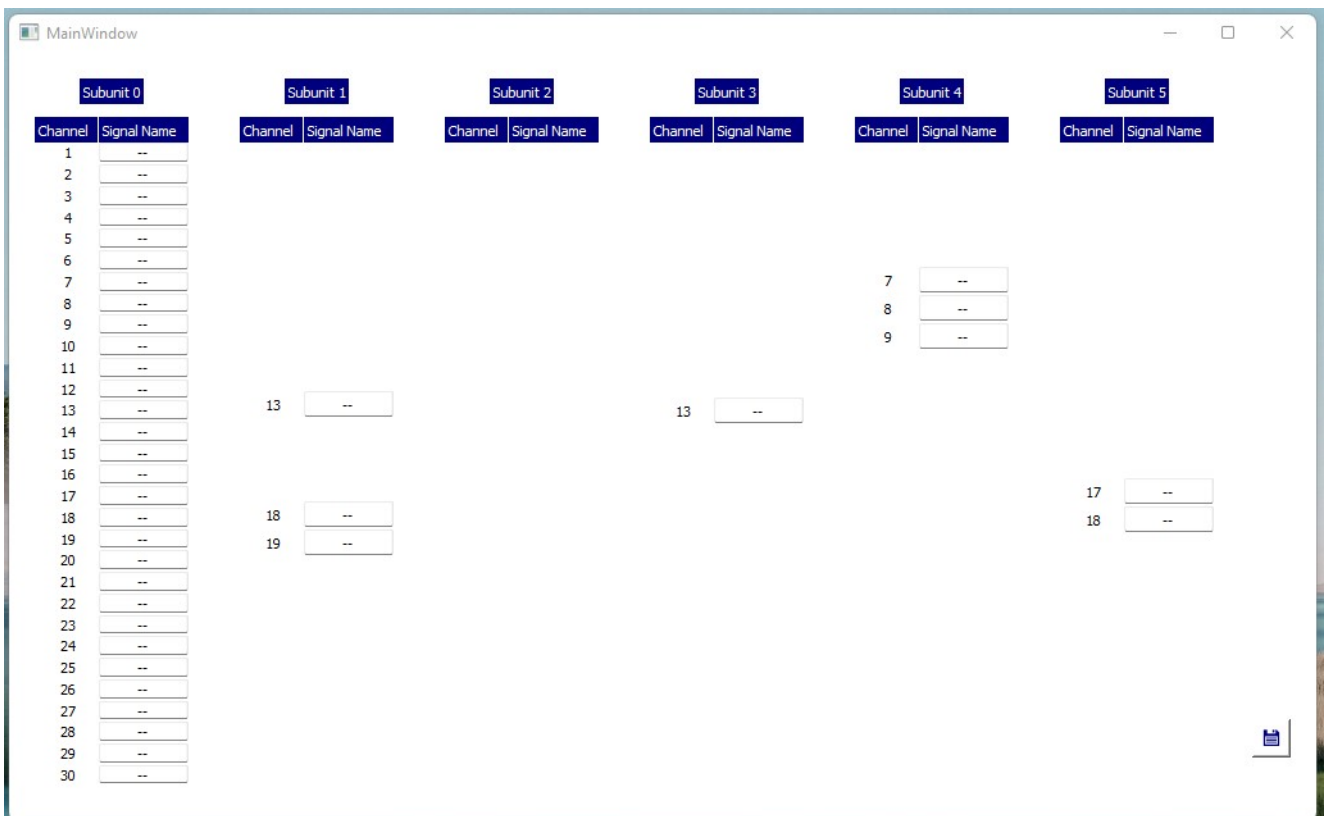 MainWindow
Subunit 0 Subunit 1 Subunit 2 Subunit 3 Subunit 4 Subunit 5
Channel Signal Name Channel Signal Name Channel Signal Name Channel Signal Name Channel Signal Name Channel Signal Name
1 --
2 --
3 --
4 --
5 --
6 --
7 -- 7 --
8 -- 8 --
9 -- 9 --
10 --
11 --
12 --
13 -- 13 -- 13 --
14 --
15 --
16 --
17 -- 17 --
18 -- 18 -- 18 --
19 -- 19 --
20 --
21 --
22 --
23 --
24 --
25 --
26 --
27 --
28 --
29 --
30 --